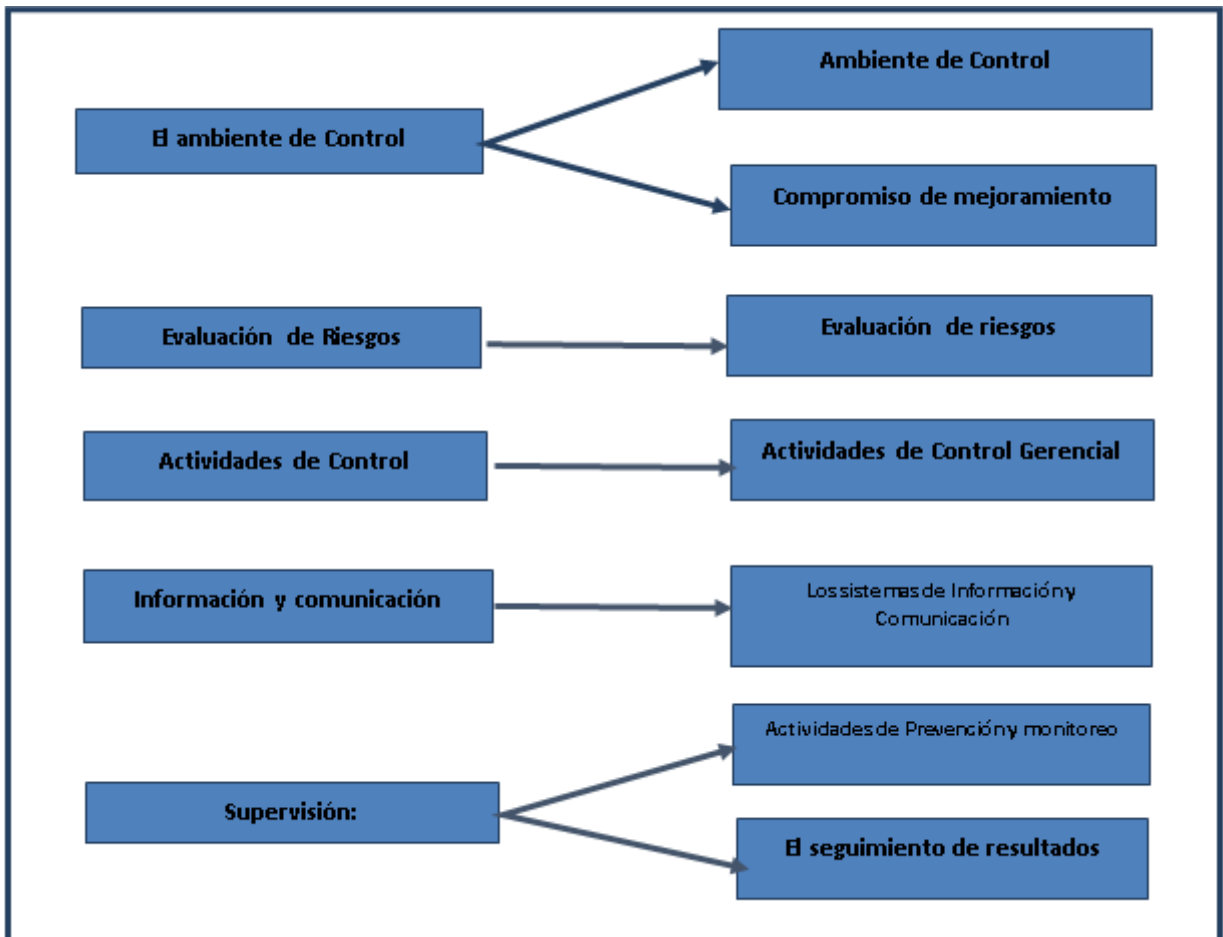 El ambiente de Control
Ambiente de Control
Compromiso de mejoramiento
Evaluación de Riesgos
Evaluación de riesgos
Actividades de Control
Actividades de Control Gerencial
Información y comunicación
Los sistemas de Información y
Comunicación
Supervisión:
Actividades de Prevención y monitoreo
El seguimiento de resultados